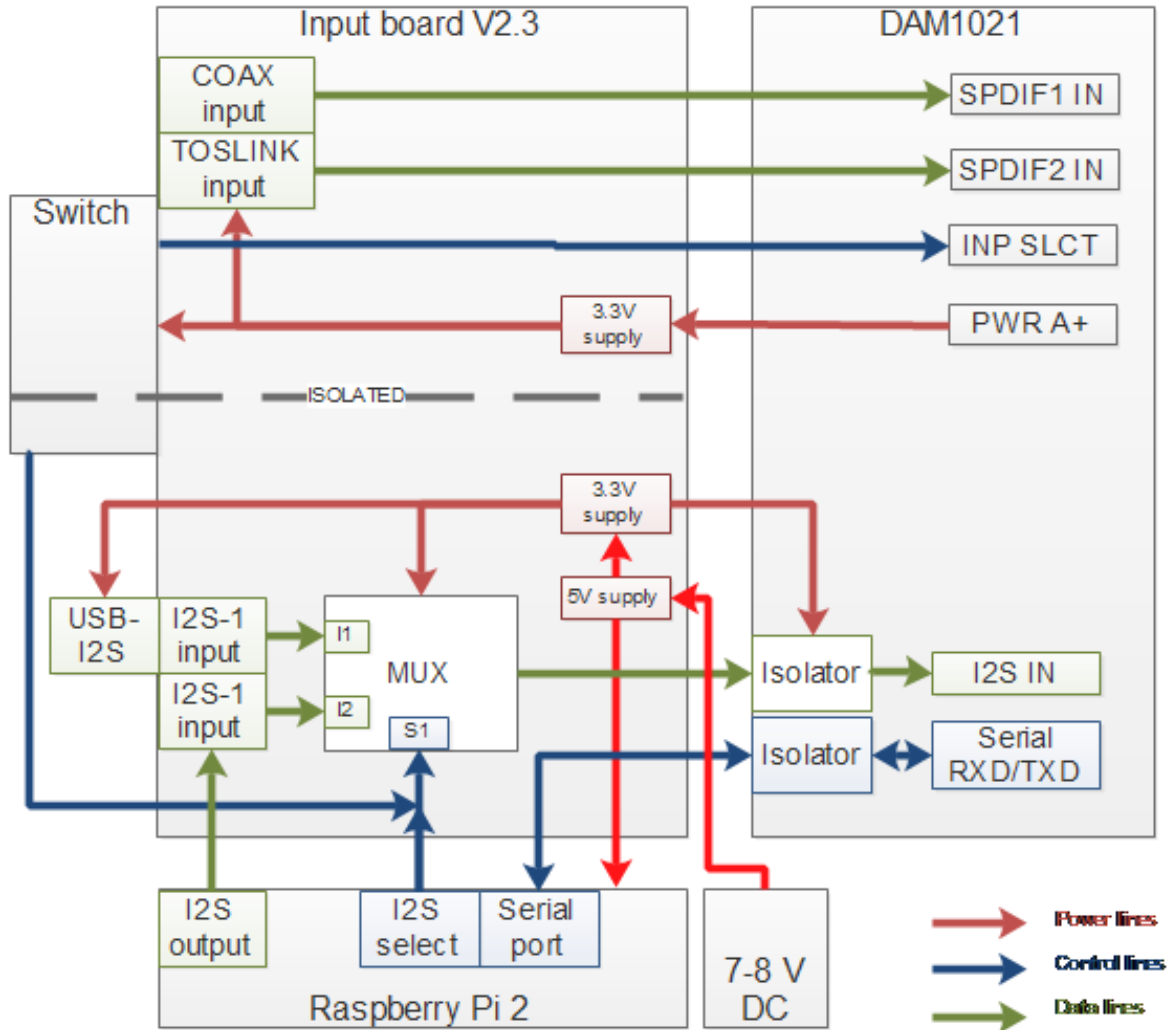 Input board V2.3
DAM1021
COAX
input
SPDIF1 IN
TOSLINK
input
SPDIF2 IN
Switch
INP SLCT
3.3V
supply
PWR A+
ISOLATED
3.3V
supply
5V supply
USB-
I2S
I2S-1
input
I1
MUX
Isolator
I2S IN
I2S-1
input
I2
S1
Isolator
Serial
RXD/TXD
I2S
output
I2S
select
Serial
port
7-8 V
DC
Raspberry Pi 2
Power lines
Control lines
Data lines